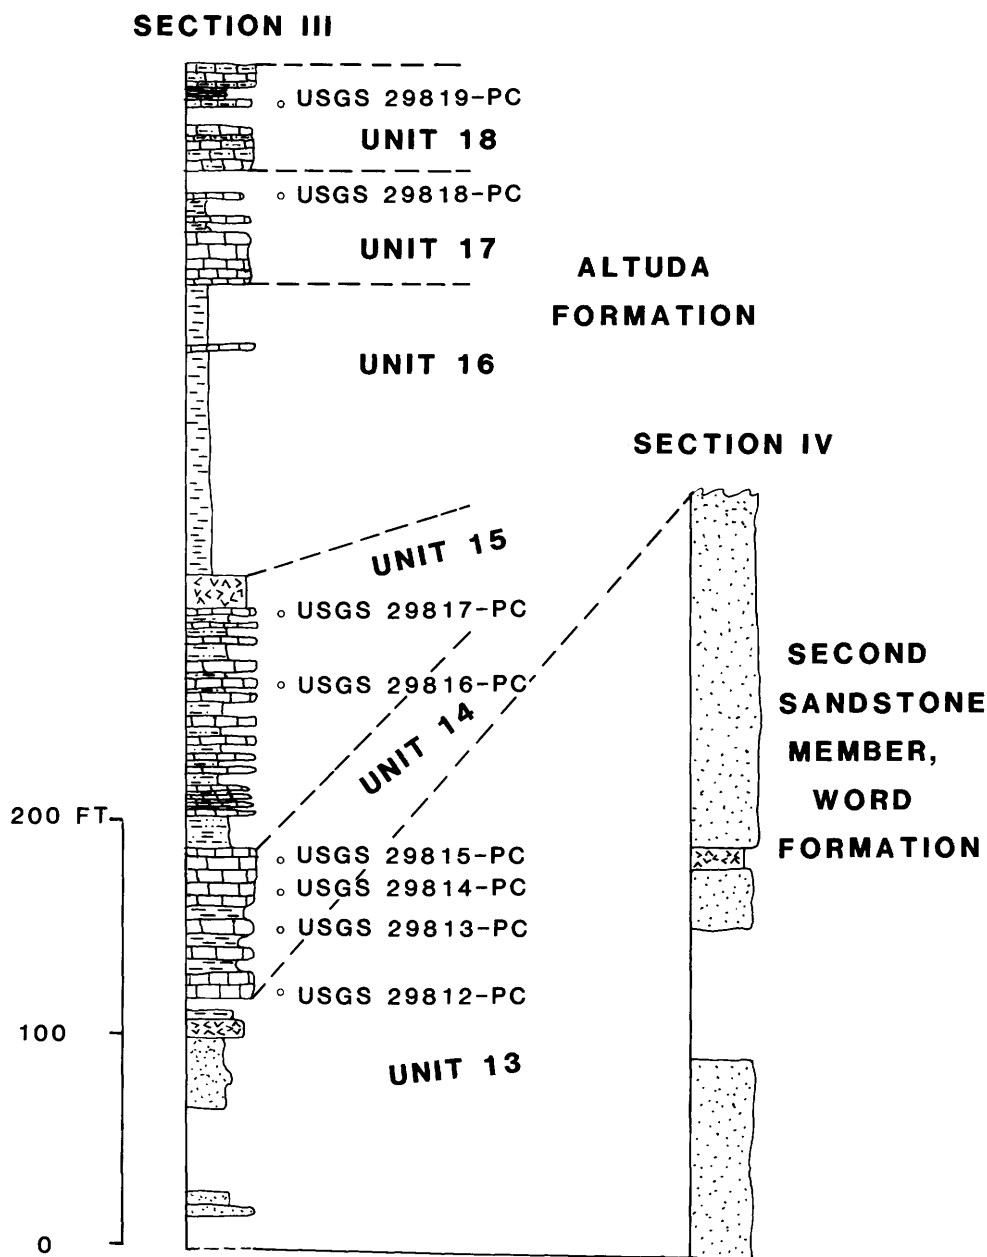 SECTION III
USGS 29819-PC
UNIT 18
USGS 29818-PC
UNIT 17
ALTUDA
FORMATION
UNIT 16
SECTION IV
UNIT 15
USGS 29817-PC
USGS 29816-PC
UNIT 14
SECOND
SANDSTONE
MEMBER,
WORD
FORMATION
200 FT
USGS 29815-PC
USGS 29814-PC
USGS 29813-PC
USGS 29812-PC
100
UNIT 13
0